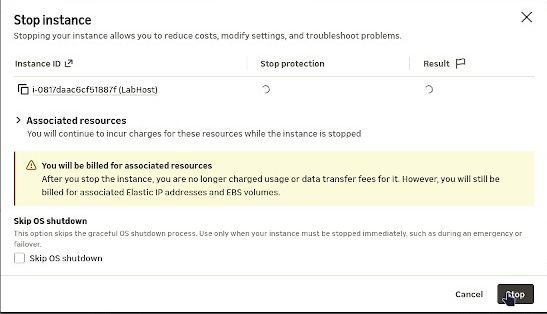 Stop instance
Stopping your instance allows you to reduce costs, modify settings, and troubleshoot problems.
Instance ID Stop protection Result
i-0817daac6cf51887f (LabHost)
Associated resources
You will continue to incur charges for these resources while the instance is stopped
You will be billed for associated resources
After you stop the instance, you are no longer charged usage or data transfer fees for it. However, you will still be
billed for associated Elastic IP addresses and EBS volumes.
Skip OS shutdown
This option skips the graceful OS shutdown process. Use only when your instance must be stopped immediately, such as during an emergency or
failover.
Skip OS shutdown
Cancel Stop